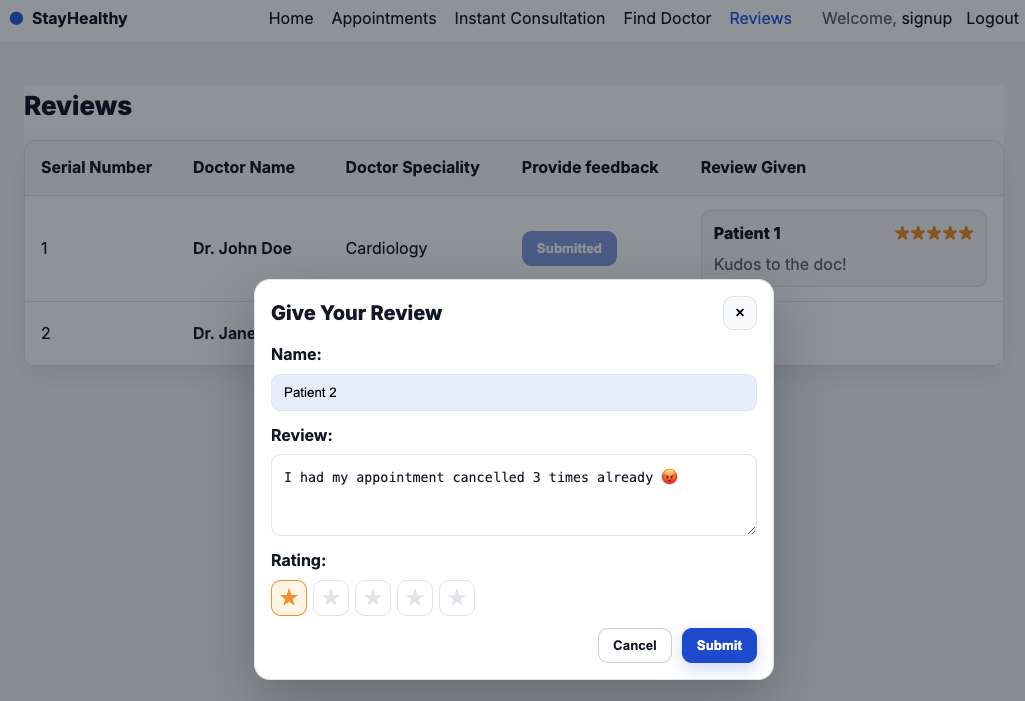 StayHealthy Home Appointments Instant Consultation Find Doctor Reviews Welcome, signup Logout
Reviews
Serial Number Doctor Name Doctor Speciality Provide feedback Review Given
1 Dr. John Doe Cardiology Submitted Patient 1 ★★★★★
Kudos to the doc!
2 Dr. Jane
Give Your Review ×
Name:
Patient 2
Review:
I had my appointment cancelled 3 times already 😡
Rating:
★ ★ ★ ★ ★
Cancel Submit